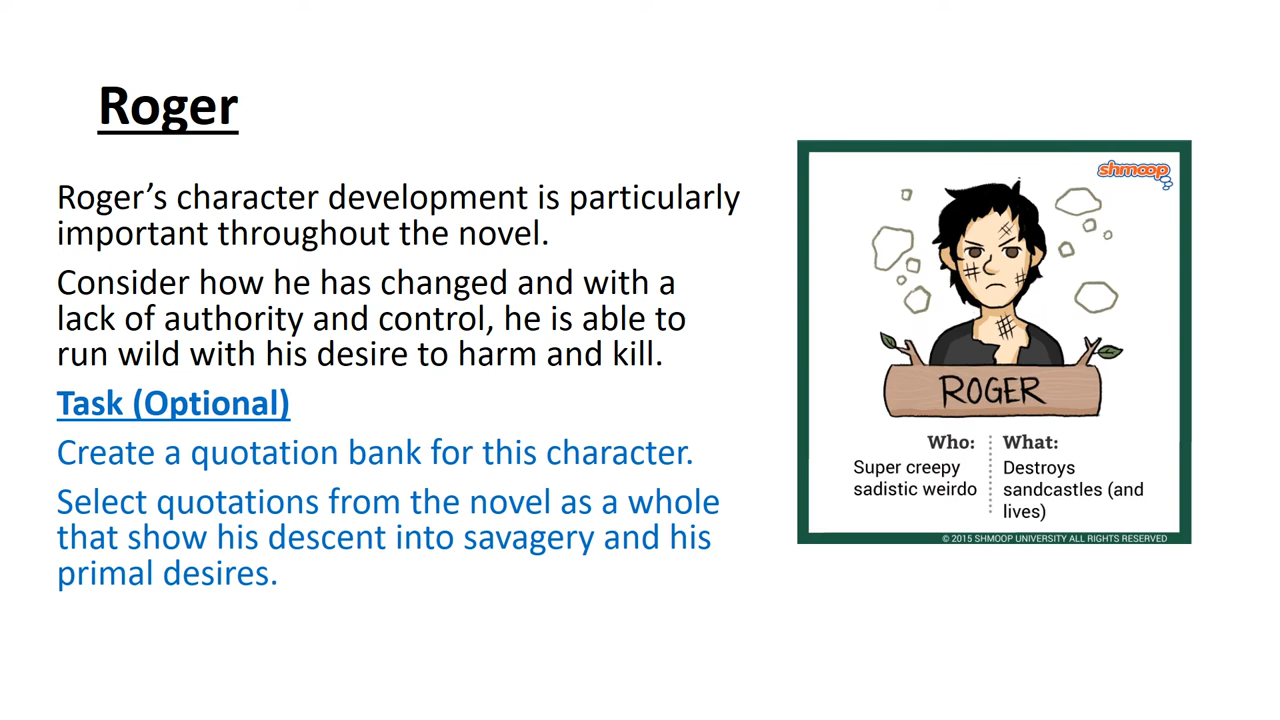 Roger
Roger’s character development is particularly
important throughout the novel.
Consider how he has changed and with a
lack of authority and control, he is able to
run wild with his desire to harm and kill.
Task (Optional)
Create a quotation bank for this character.
Select quotations from the novel as a whole
that show his descent into savagery and his
primal desires.
shmoop
ROGER
Who:
Super creepy
sadistic weirdo
What:
Destroys
sandcastles (and
lives)
© 2015 SHMOOP UNIVERSITY ALL RIGHTS RESERVED